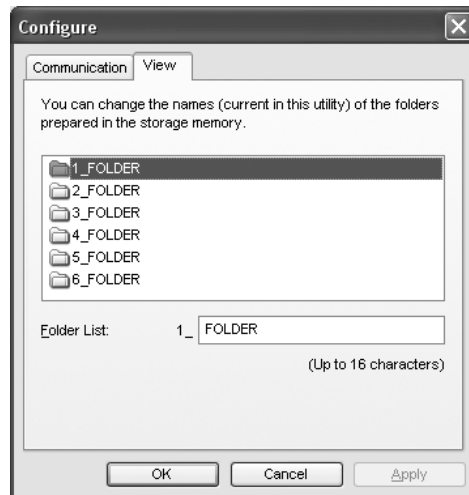 Configure
Communication View
You can change the names (current in this utility) of the folders
prepared in the storage memory.
1_FOLDER
2_FOLDER
3_FOLDER
4_FOLDER
5_FOLDER
6_FOLDER
Folder List: 1_ FOLDER
(Up to 16 characters)
OK Cancel Apply